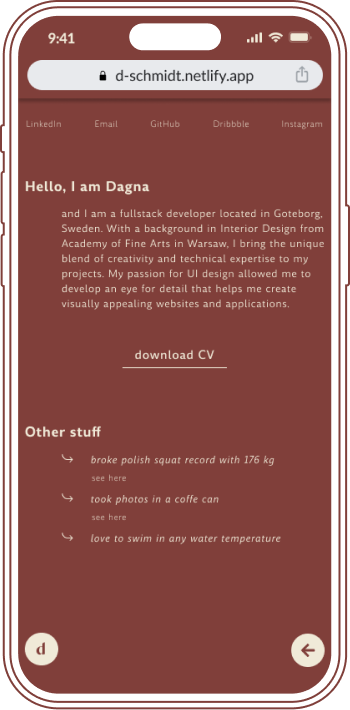 9:41
d-schmidt.netlify.app
LinkedIn Email GitHub Dribbble Instagram
Hello, I am Dagna
and I am a fullstack developer located in Goteborg,
Sweden. With a background in Interior Design from
Academy of Fine Arts in Warsaw, I bring the unique
blend of creativity and technical expertise to my
projects. My passion for UI design allowed me to
develop an eye for detail that helps me create
visually appealing websites and applications.
download CV
Other stuff
broke polish squat record with 176 kg
see here
took photos in a coffe can
see here
love to swim in any water temperature
d